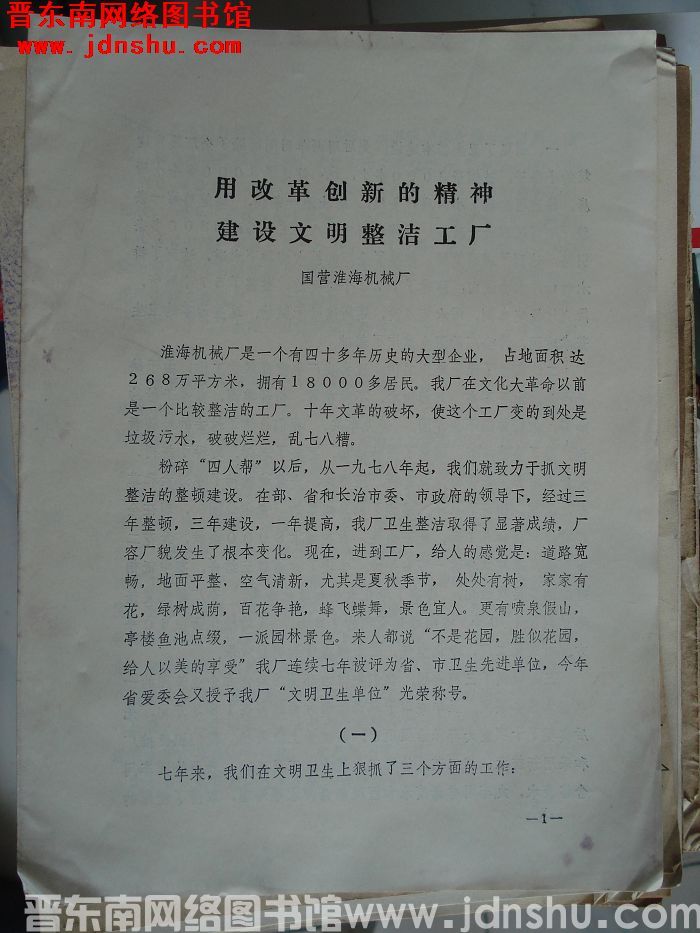 晋东南网络图书馆
www.jdnshu.com
用改革创新的精神
建设文明整洁工厂
国营淮海机械厂
淮海机械厂是一个有四十多年历史的大型企业，占地面积达
268万平方米，拥有18000多居民。我厂在文化大革命以前
是一个比较整洁的工厂。十年文革的破坏，使这个工厂变的到处是
垃圾污水，破破烂烂，乱七八糟。
粉碎“四人帮”以后，从一九七八年起，我们就致力于抓文明
整洁的整顿建设。在部、省和长治市委、市政府的领导下，经过三
年整顿，三年建设，一年提高，我厂卫生整洁取得了显著成绩，厂
容厂貌发生了根本变化。现在，进到工厂，给人的感觉是：道路宽
畅，地面平整，空气清新，尤其是夏秋季节，处处有树，家家有
花，绿树成荫，百花争艳，蜂飞蝶舞，景色宜人。更有喷泉假山，
亭楼鱼池点缀，一派园林景色。来人都说“不是花园，胜似花园，
给人以美的享受”我厂连续七年被评为省、市卫生先进单位，今年
省爱委会又授予我厂“文明卫生单位”光荣称号。
（一）
七年来，我们在文明卫生上狠抓了三个方面的工作：
—1—
晋东南网络图书馆www.jdnshu.com